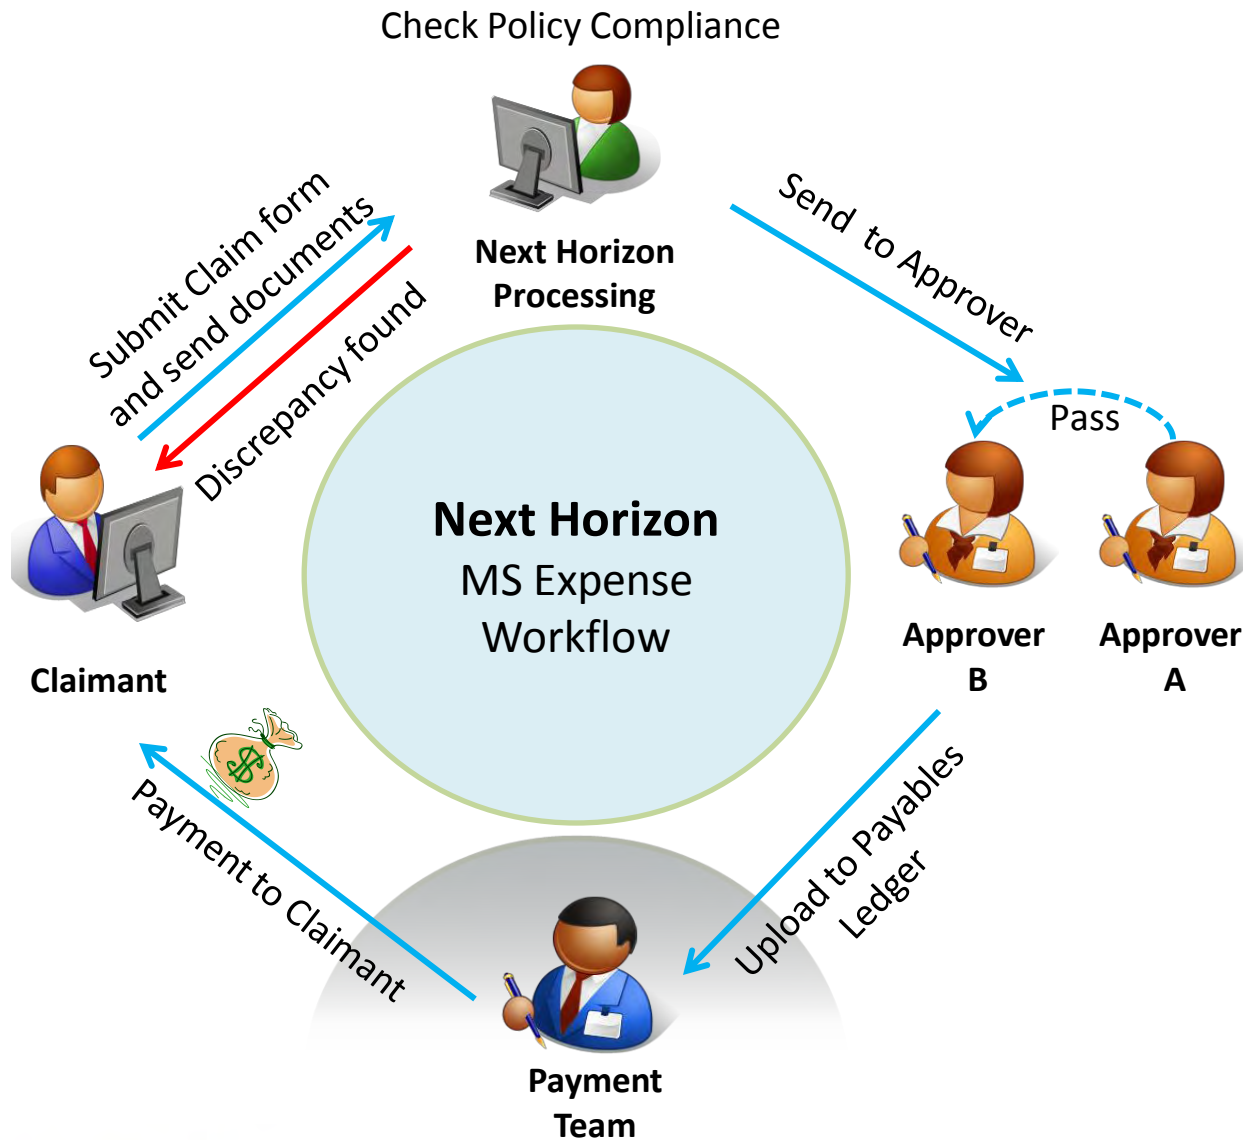 Check Policy Compliance
Submit Claim form
and send documents
Discrepancy found
Next Horizon
Processing
Send to Approver
Pass
Next Horizon
MS Expense
Workflow
Claimant
Approver
B
Approver
A
Payment to Claimant
Upload to Payables
Ledger
Payment
Team